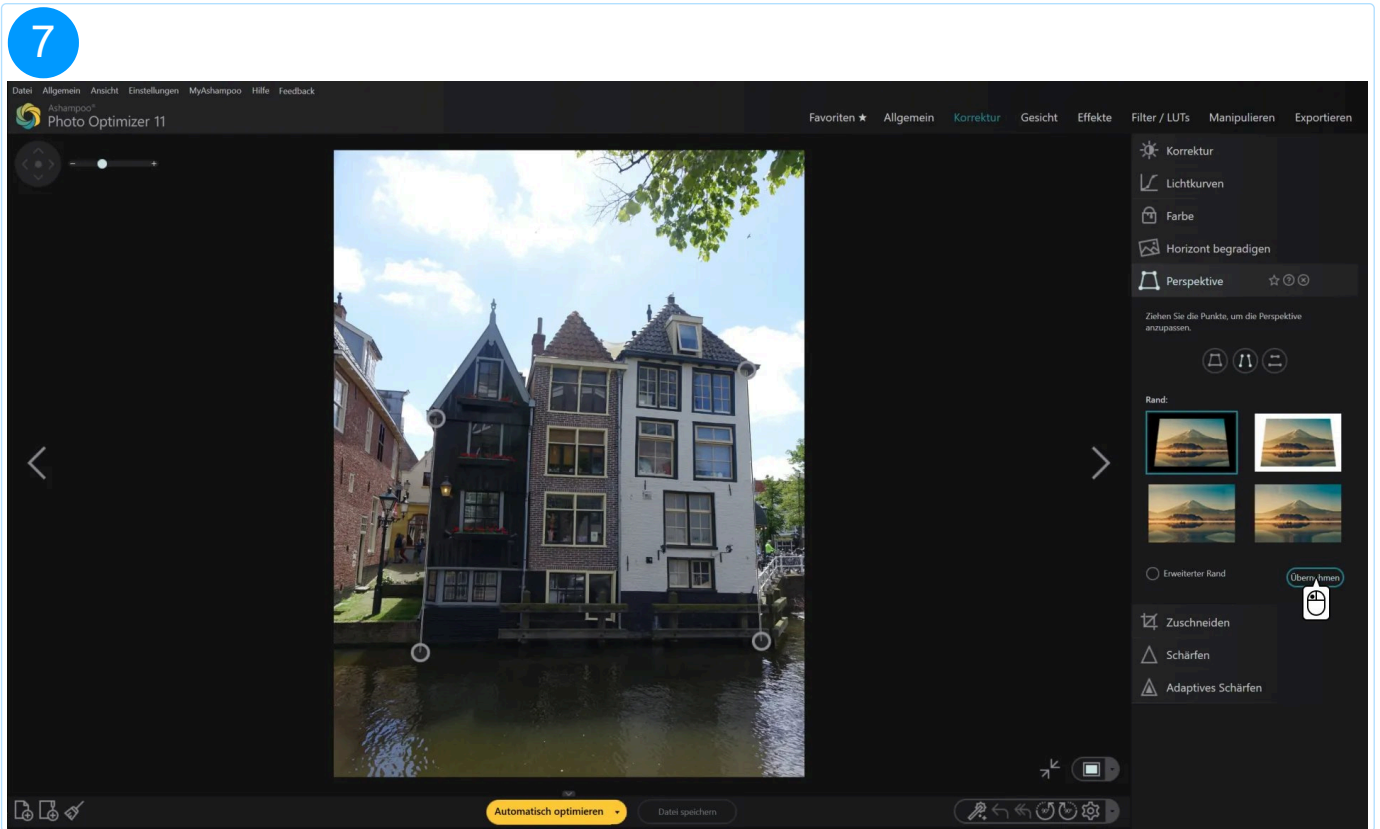 7
Datei Allgemein Ansicht Einstellungen MyAshampoo Hilfe Feedback
Ashampoo®
Photo Optimizer 11
Favoriten ★ Allgemein Korrektur Gesicht Effekte Filter / LUTs Manipulieren Exportieren
Korrektur
Lichtkurven
Farbe
Horizont begradigen
Perspektive
Ziehen Sie die Punkte, um die Perspektive
anzupassen.
Rand:
Erweiterter Rand
Übernehmen
Zuschneiden
Schärfen
Adaptives Schärfen
Automatisch optimieren
Datei speichern
90° 90°